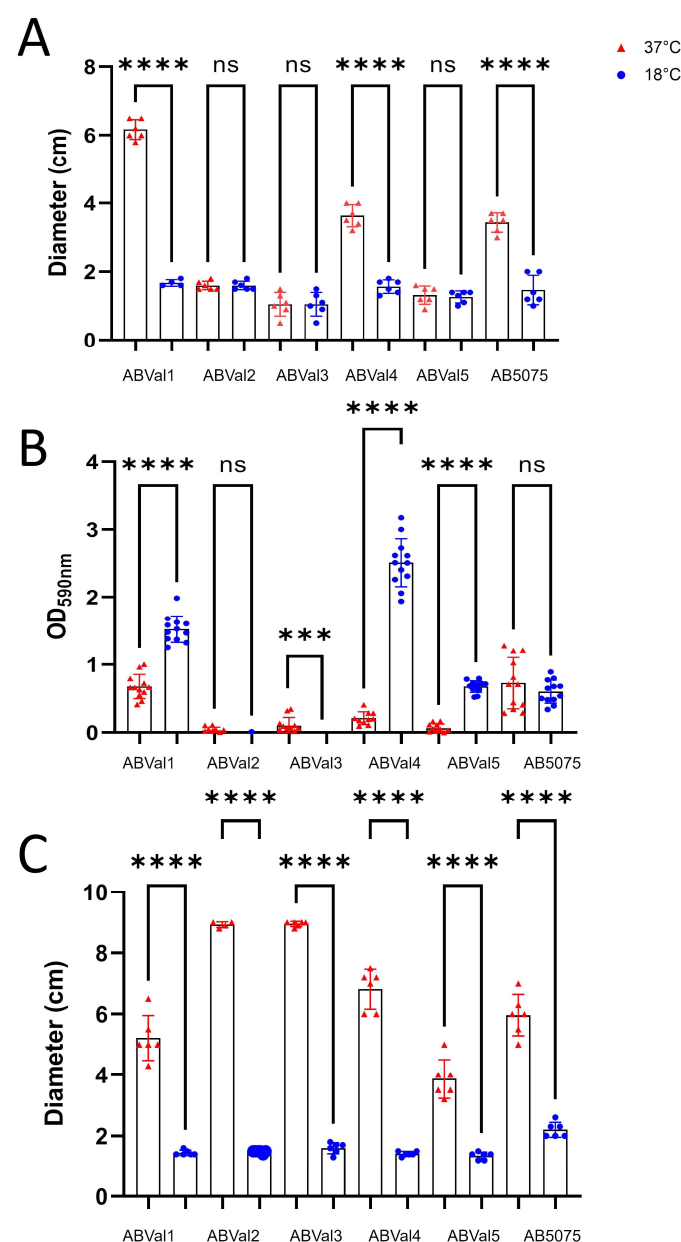 A
37°C
18°C
**** ns ns **** ns ****
8
6
4
2
0
Diameter (cm)
ABVal1 ABVal2 ABVal3 ABVal4 ABVal5 AB5075
B
****
**** ns **** ns
***
4
3
2
1
0
OD590nm
ABVal1 ABVal2 ABVal3 ABVal4 ABVal5 AB5075
C
**** **** ****
**** **** ****
10
8
6
4
2
0
Diameter (cm)
ABVal1 ABVal2 ABVal3 ABVal4 ABVal5 AB5075